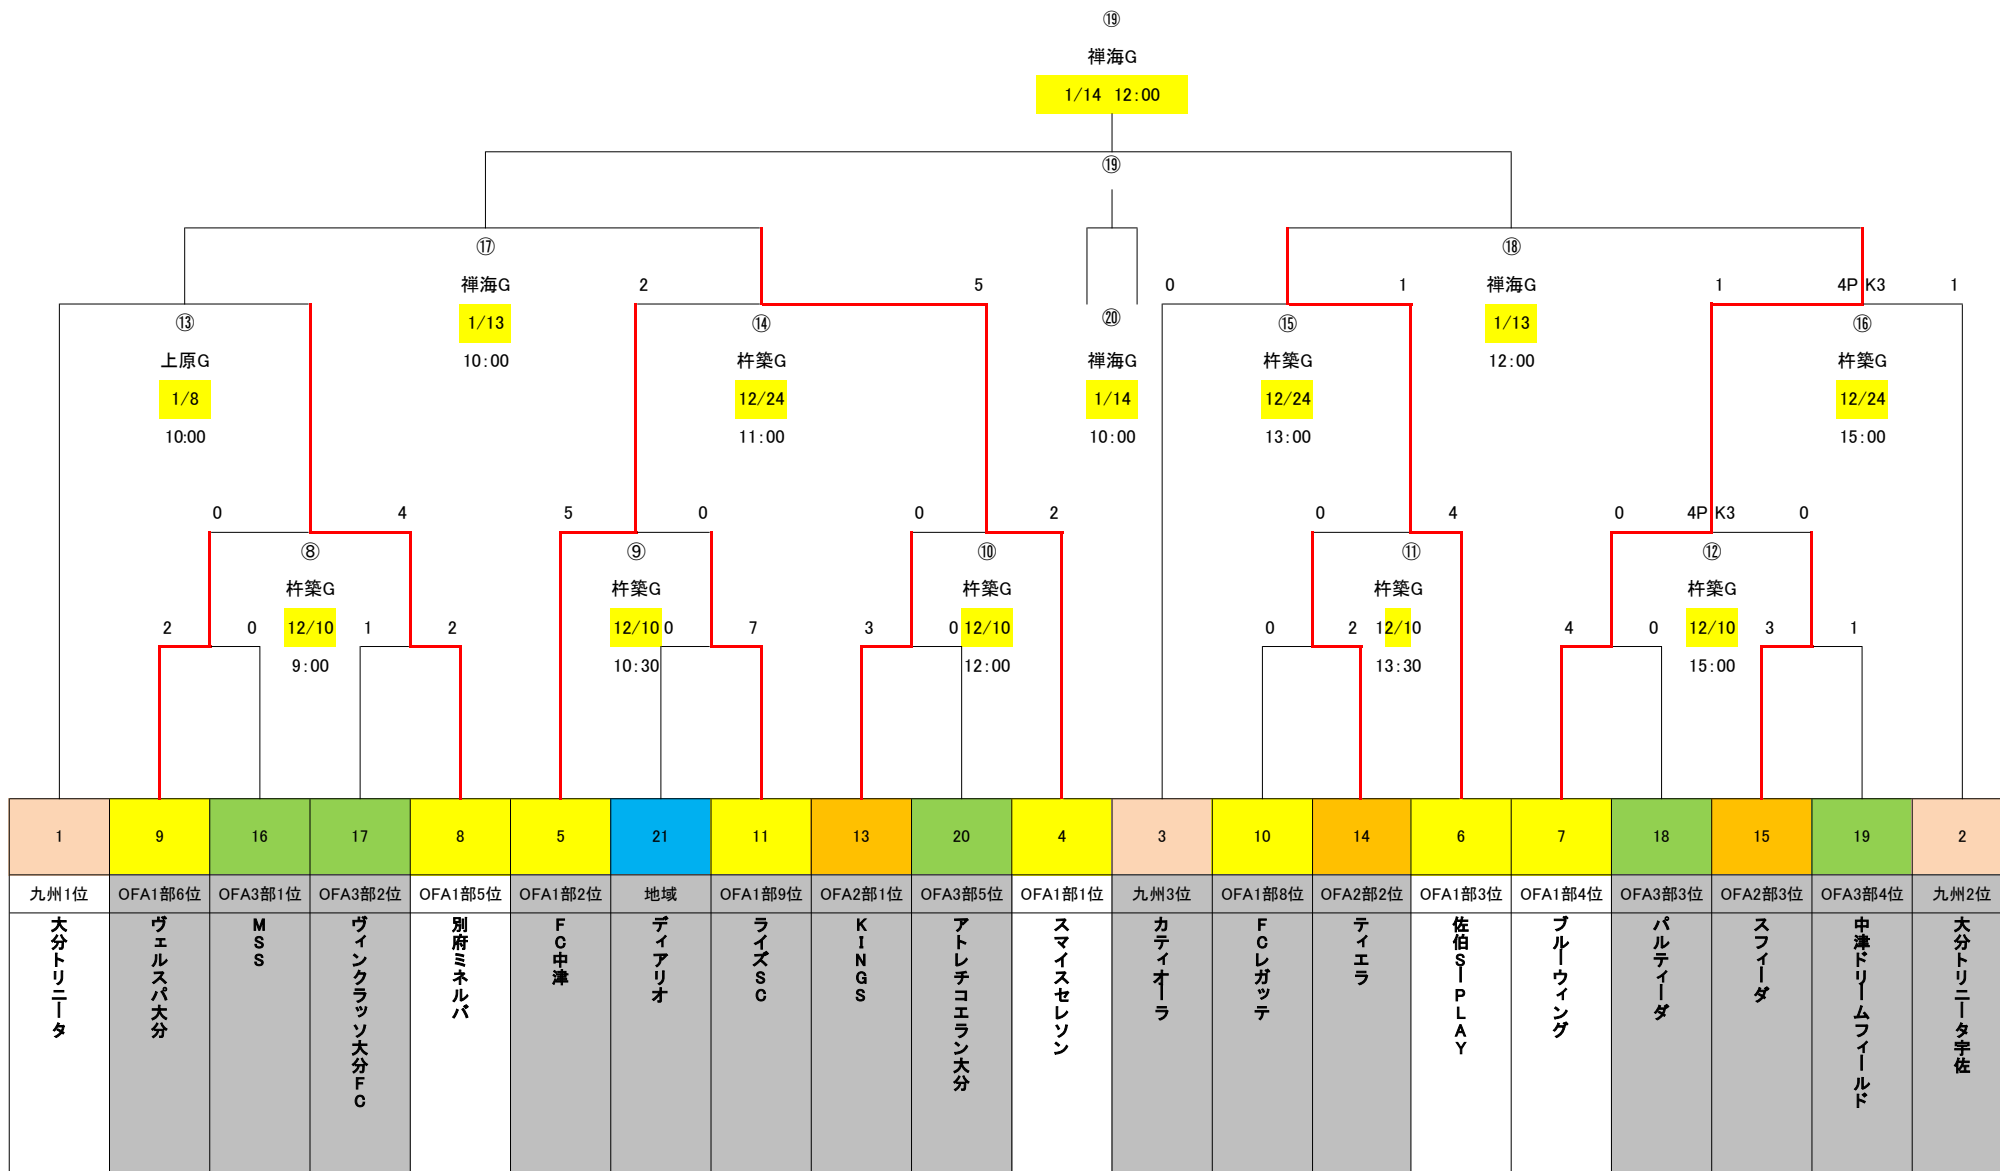 ⑲
禅海G
1/14 12:00
⑲
⑰ ⑱
禅海G 2 5 0 1 禅海G 1 4PK3 1
⑬ 1/13 ⑭ ⑳ ⑮ 1/13 ⑯
上原G 10:00 杵築G 禅海G 杵築G 12:00 杵築G
1/8 12/24 1/14 12/24 12/24
10:00 11:00 10:00 13:00 15:00
0 4 5 0 0 2 0 4 0 4PK3 0
⑧ ⑨ ⑩ ⑪ ⑫
杵築G 杵築G 杵築G 杵築G 杵築G
2 0 12/10 1 2 12/10 0 7 3 0 12/10 0 2 12/10 4 0 12/10 3 1
9:00 10:30 12:00 13:30 15:00
1 9 16 17 8 5 21 11 13 20 4 3 10 14 6 7 18 15 19 2
九州1位 OFA1部6位 OFA3部1位 OFA3部2位 OFA1部5位 OFA1部2位 地域 OFA1部9位 OFA2部1位 OFA3部5位 OFA1部1位 九州3位 OFA1部8位 OFA2部2位 OFA1部3位 OFA1部4位 OFA3部3位 OFA2部3位 OFA3部4位 九州2位
大分トリニータ
ヴェルスパ大分
MSS
ヴィンクラッソ大分FC
別府ミネルバ
FC中津
ディアリオ
ライズSC
KINGS
アトレチコエラン大分
スマイスセレソン
カティオーラ
FCレガッテ
ティエラ
佐伯S-PLAY
ブルーウィング
パルティーダ
スフィーダ
中津ドリームフィールド
大分トリニータ宇佐